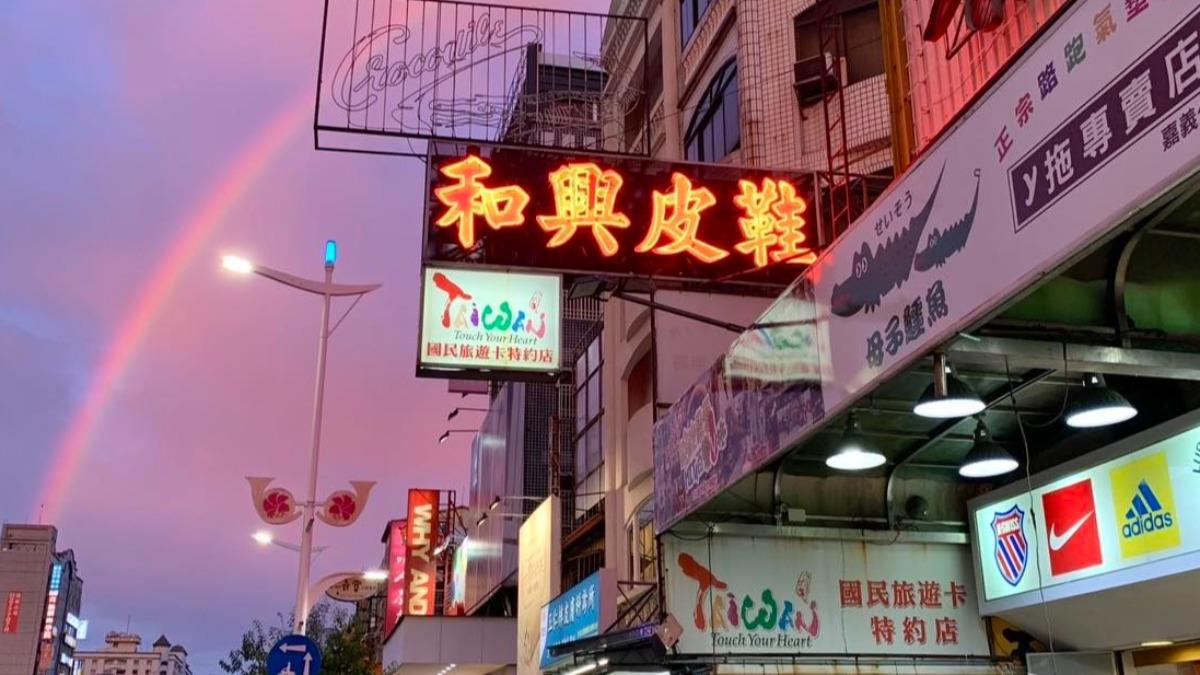 Crocodile
和興皮鞋
TAIWAN
Touch Your Heart
國民旅遊卡特約店
正宗路跑氣墊
y拖專賣店
嘉義
せいそう
母子鱷魚
WHY AND
K·SWISS
adidas
TAIWAN
Touch Your Heart
國民旅遊卡
特約店